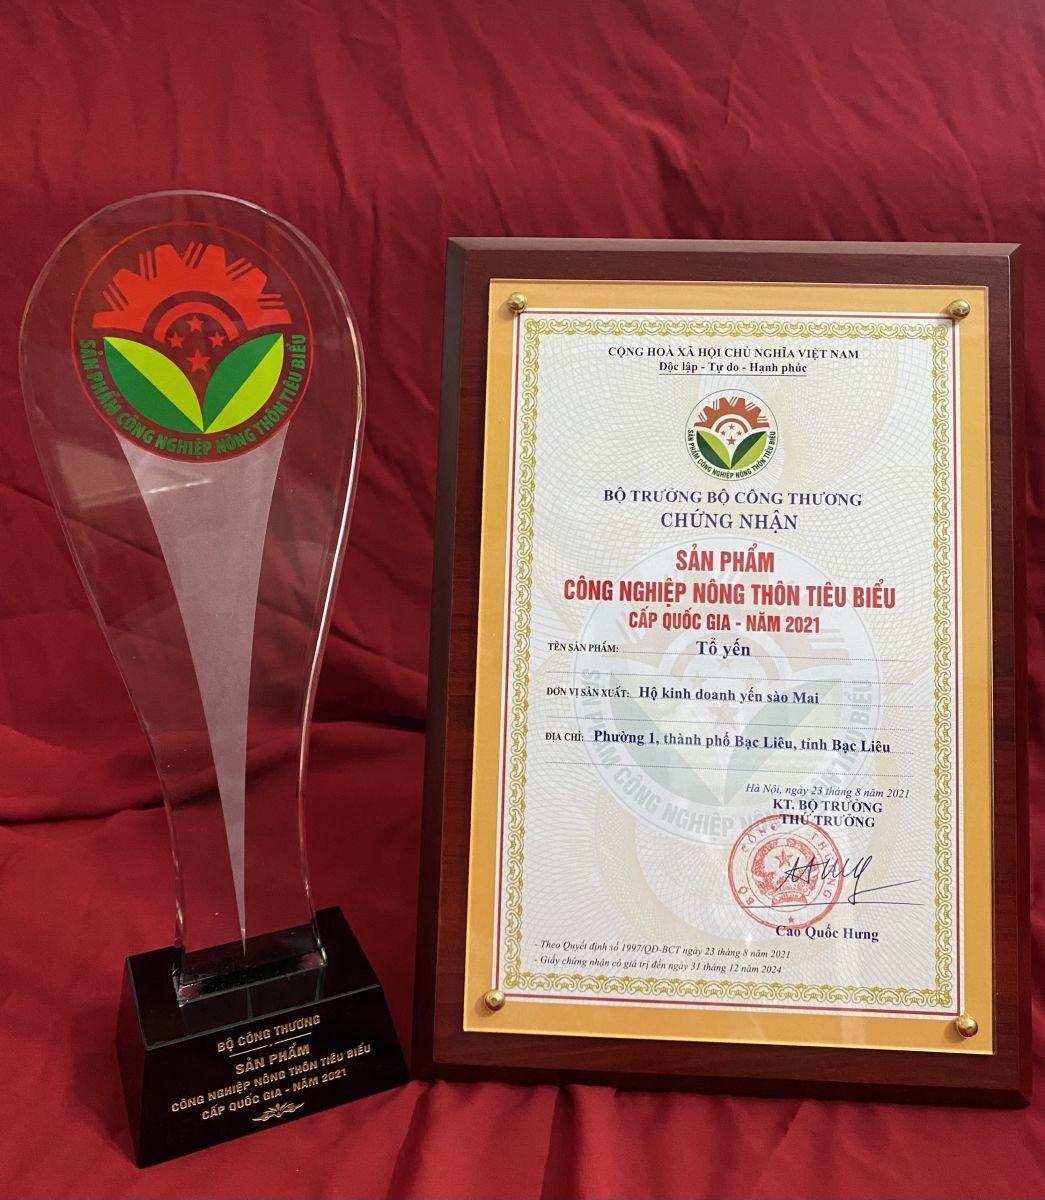 SẢN PHẨM CÔNG NGHIỆP NÔNG THÔN TIÊU BIỂU
BỘ CÔNG THƯƠNG
SẢN PHẨM
CÔNG NGHIỆP NÔNG THÔN TIÊU BIỂU
CẤP QUỐC GIA - NĂM 2021
CỘNG HOÀ XÃ HỘI CHỦ NGHĨA VIỆT NAM
Độc lập - Tự do - Hạnh phúc
SẢN PHẨM CÔNG NGHIỆP NÔNG THÔN TIÊU BIỂU
BỘ TRƯỞNG BỘ CÔNG THƯƠNG
CHỨNG NHẬN
SẢN PHẨM
CÔNG NGHIỆP NÔNG THÔN TIÊU BIỂU
CẤP QUỐC GIA - NĂM 2021
TÊN SẢN PHẨM: Tổ yến
ĐƠN VỊ SẢN XUẤT: Hộ kinh doanh yến sào Mai
ĐỊA CHỈ: Phường 1, thành phố Bạc Liêu, tỉnh Bạc Liêu
Hà Nội, ngày 23 tháng 8 năm 2021
KT. BỘ TRƯỞNG
THỨ TRƯỞNG
BỘ CÔNG THƯƠNG
Cao Quốc Hưng
- Theo Quyết định số 1997/QĐ-BCT ngày 23 tháng 8 năm 2021
- Giấy chứng nhận có giá trị đến ngày 31 tháng 12 năm 2024